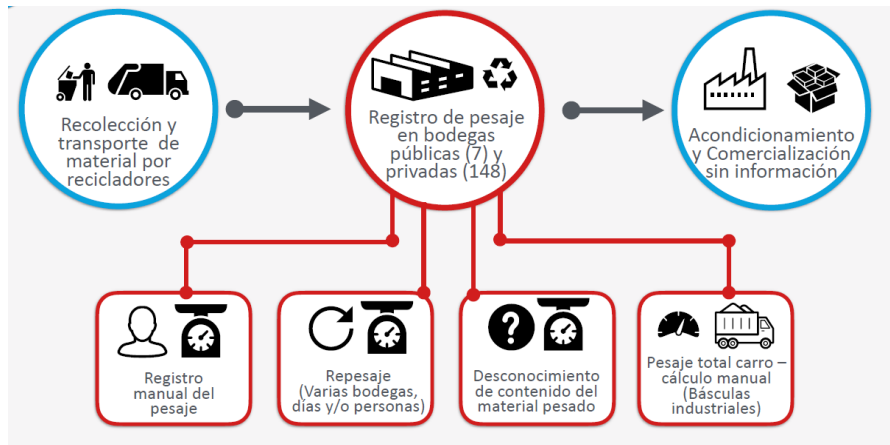 Recolección y
transporte de
material por
recicladores
Registro de pesaje
en bodegas
públicas (7) y
privadas (148)
Acondicionamiento
y Comercialización
sin información
Registro
manual del
pesaje
Repesaje
(Varias bodegas,
días y/o personas)
Desconocimiento
de contenido del
material pesado
Pesaje total carro –
cálculo manual
(Básculas
industriales)